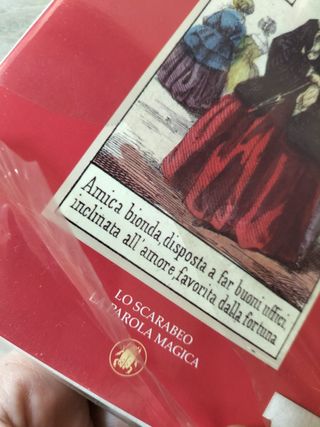 Amica bionda, disposta a far buoni uffici
inclinata all'amore, favorita dalla fortuna
LO SCARABEO
LA PAROLA MAGICA